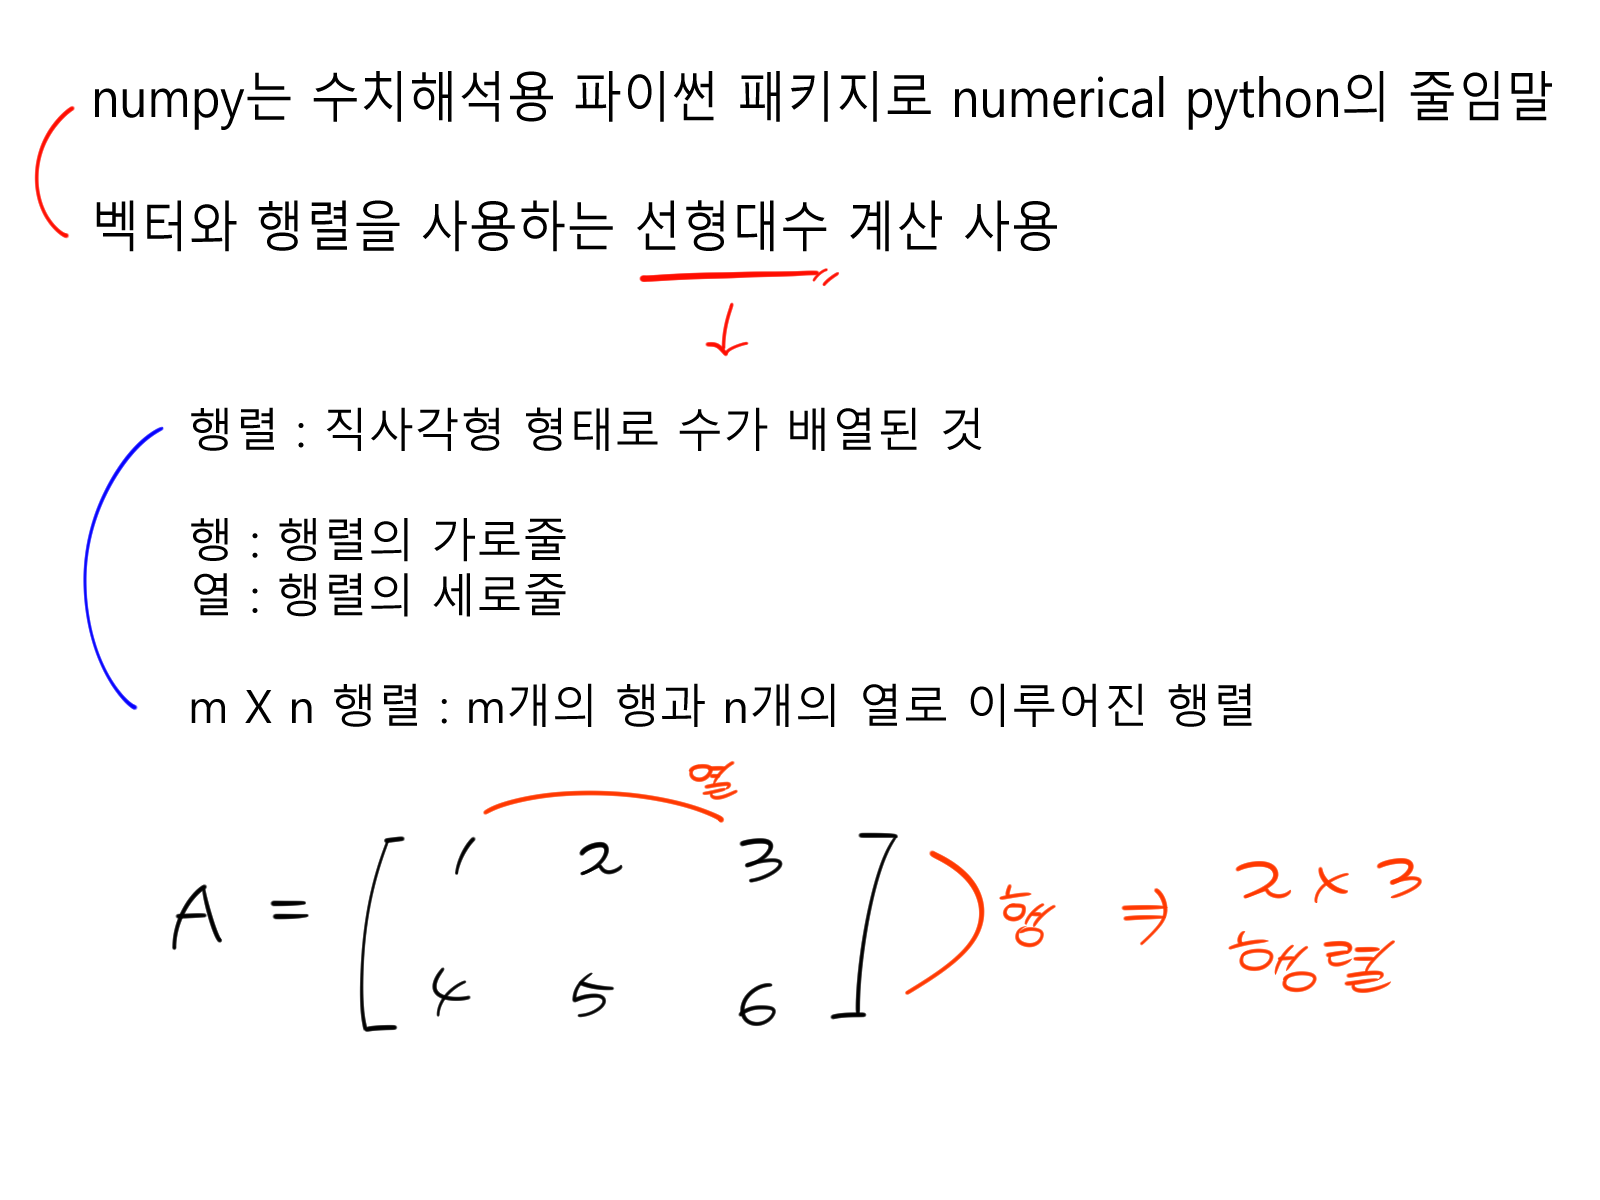 numpy는 수치해석용 파이썬 패키지로 numerical python의 줄임말
벡터와 행렬을 사용하는 선형대수 계산 사용
행렬 : 직사각형 형태로 수가 배열된 것
행 : 행렬의 가로줄
열 : 행렬의 세로줄
m X n 행렬 : m개의 행과 n개의 열로 이루어진 행렬
열
A = [ 1 2 3
4 5 6 ] 행 ⇒ 2 x 3
행렬